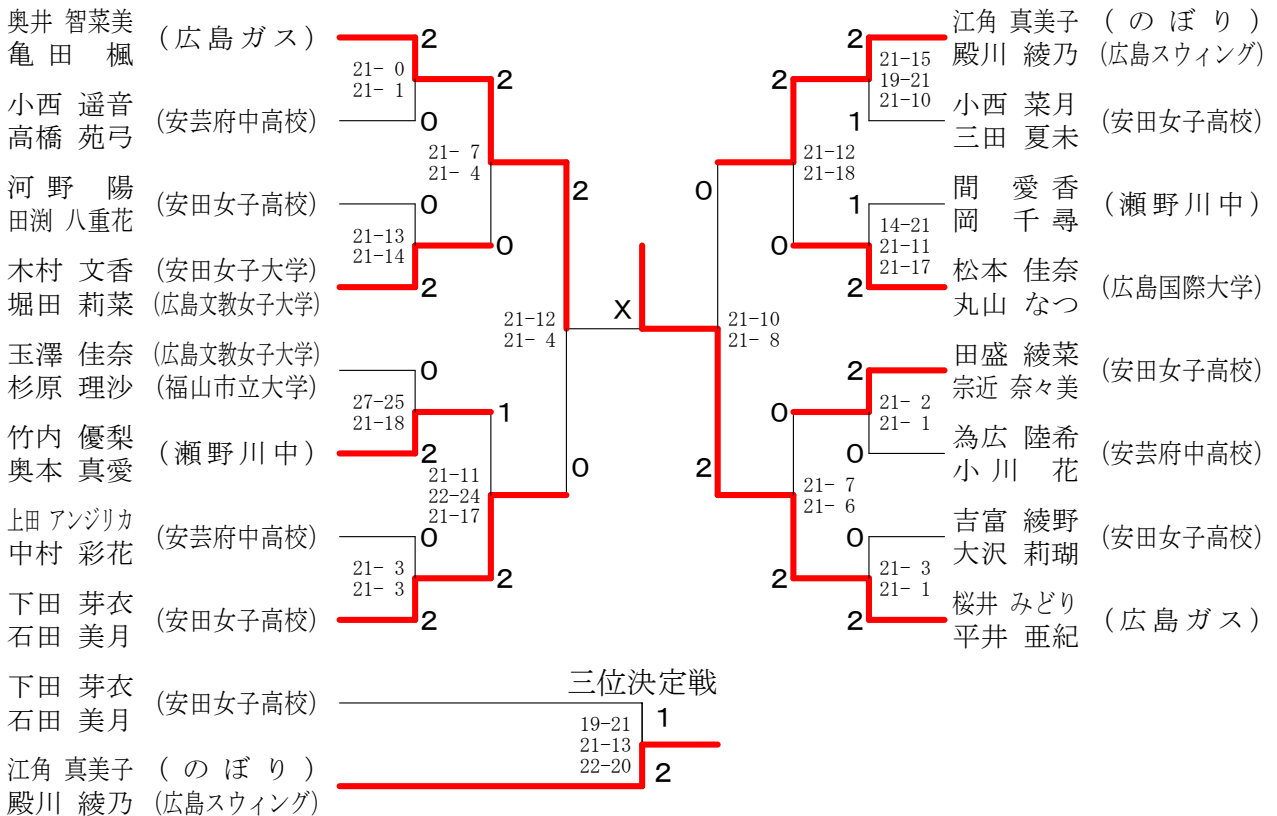 奥井 智菜美
亀田 楓
(広島ガス)
2
21- 0
21- 1
小西 遥音
高橋 苑弓
(安芸府中高校)
0
2
21- 7
21- 4
河野 陽
田渕 八重花
(安田女子高校)
0
21-13
21-14
0
木村 文香
堀田 莉菜
(安田女子大学)
(広島文教女子大学)
2
2
21-12
21- 4
玉澤 佳奈
杉原 理沙
(広島文教女子大学)
(福山市立大学)
0
27-25
21-18
1
竹内 優梨
奥本 真愛
(瀬野川中)
2
21-11
22-24
21-17
0
上田 アンジリカ
中村 彩花
(安芸府中高校)
0
21- 3
21- 3
2
下田 芽衣
石田 美月
(安田女子高校)
2
X
江角 真美子
殿川 綾乃
(のぼり)
(広島スウィング)
2
21-15
19-21
21-10
2
小西 菜月
三田 夏未
(安田女子高校)
1
21-12
21-18
0
間 愛香
岡 千尋
(瀬野川中)
1
14-21
21-11
21-17
0
松本 佳奈
丸山 なつ
(広島国際大学)
2
21-10
21- 8
田盛 綾菜
宗近 奈々美
(安田女子高校)
2
21- 2
21- 1
0
為広 陸希
小川 花
(安芸府中高校)
0
2
21- 7
21- 6
吉富 綾野
大沢 莉瑚
(安田女子高校)
0
21- 3
21- 1
2
桜井 みどり
平井 亜紀
(広島ガス)
2
三位決定戦
下田 芽衣
石田 美月
(安田女子高校)
1
19-21
21-13
22-20
江角 真美子
殿川 綾乃
(のぼり)
(広島スウィング)
2